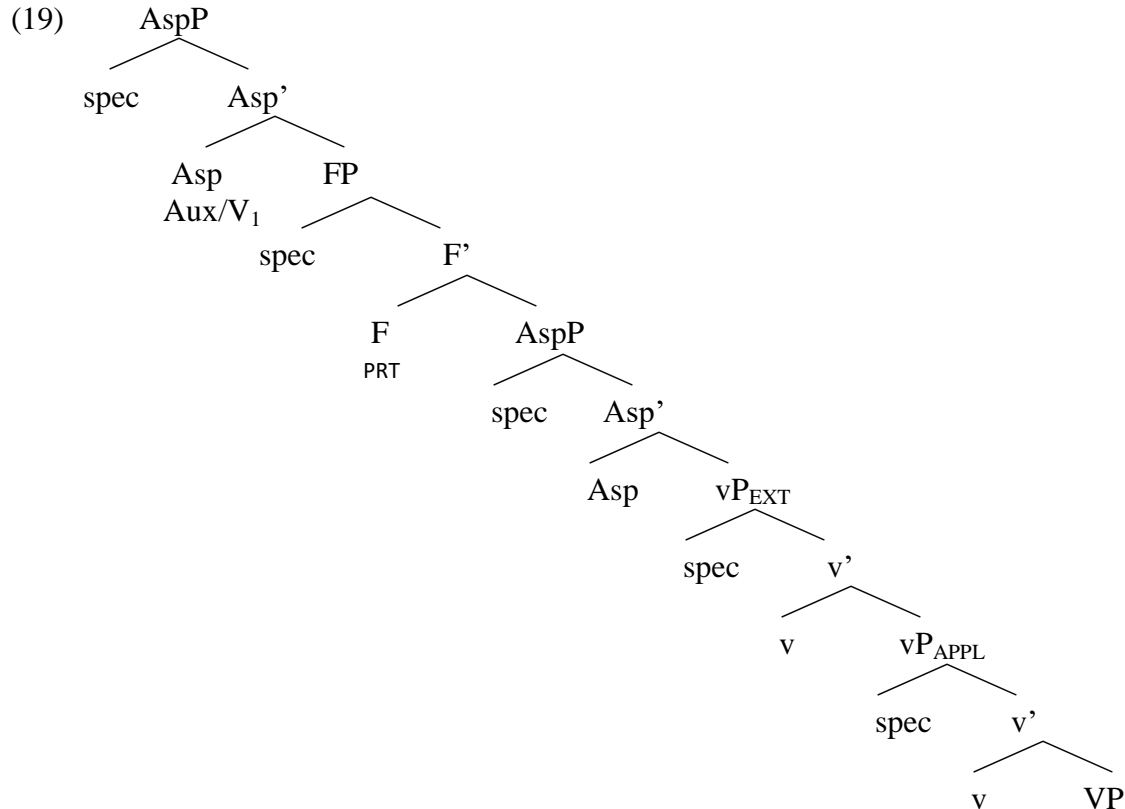 (19) AspP
spec Asp’
Asp FP
Aux/V1
spec F’
F AspP
PRT
spec Asp’
Asp vPEXT
spec v’
v vPAPPL
spec v’
v VP